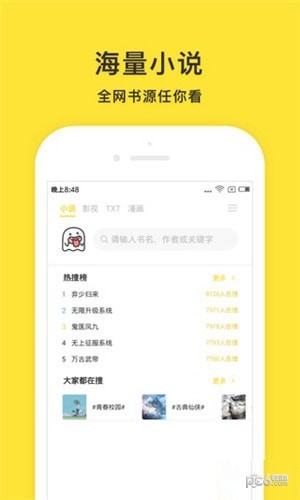 海量小说
全网书源任你看
晚上8:48
小说 影视 TXT 漫画
请输入书名、作者或关键字
热搜榜 更多>
1 弃少归来 8126人在搜
2 无限升级系统 7979人在搜
3 鬼医凤九 7971人在搜
4 无上征服系统 7793人在搜
5 万古武帝 7760人在搜
大家都在搜 更多>
#青春校园# #古典仙侠#